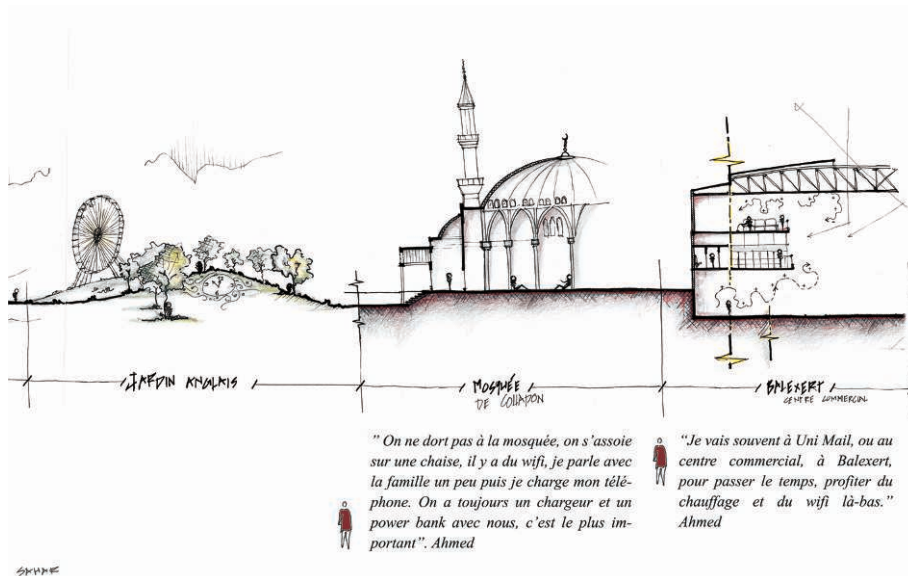 JARDIN ANGLAIS
MOSQUÉE
DE COLLADON
BALEXERT
CENTRE COMMERCIAL
” On ne dort pas à la mosquée, on s’assoie
sur une chaise, il y a du wifi, je parle avec
la famille un peu puis je charge mon télé-
phone. On a toujours un chargeur et un
power bank avec nous, c’est le plus im-
portant”. Ahmed
“Je vais souvent à Uni Mail, ou au
centre commercial, à Balexert,
pour passer le temps, profiter du
chauffage et du wifi là-bas.”
Ahmed
SAHAR